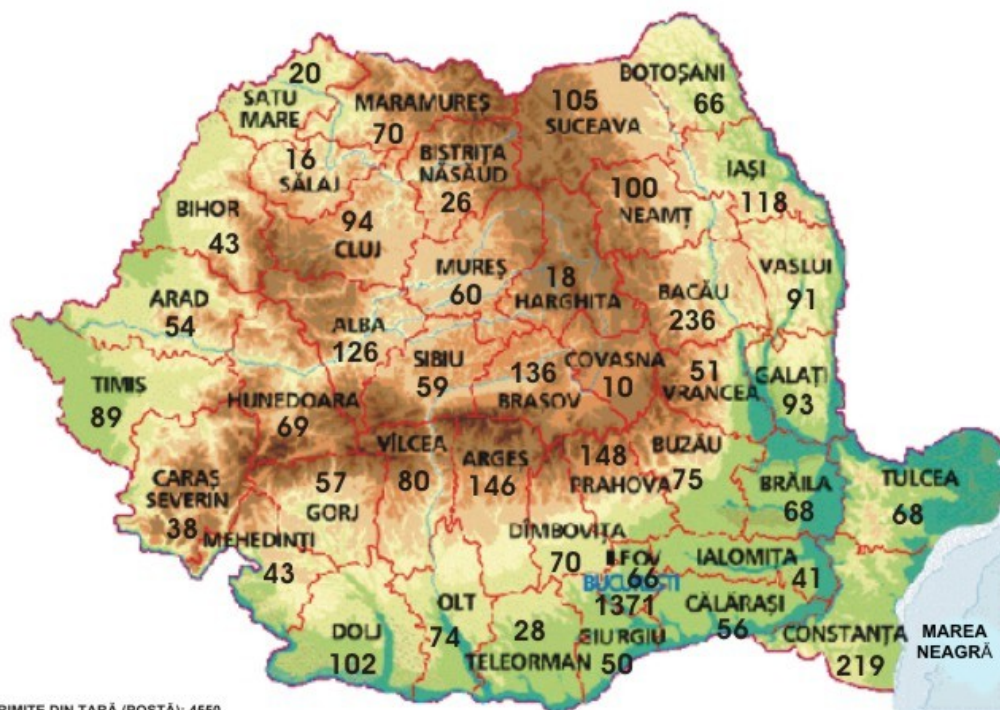 20
SATU
MARE
MARAMUREȘ
70
105
SUCEAVA
BOTOȘANI
66
16
SĂLAJ
BISTRIȚA
NĂSĂUD
26
IAȘI
118
BIHOR
43
94
CLUJ
100
NEAMȚ
MUREȘ
60
18
HARGHITA
BACĂU
236
VASLUI
91
ARAD
54
ALBA
126
SIBIU
59
136
BRASOV
COVASNA
10
51
VRANCEA
GALAȚI
93
TIMIS
89
HUNEDOARA
69
VÎLCEA
80
ARGEȘ
146
148
PRAHOVA
BUZĂU
75
BRĂILA
68
TULCEA
68
CARAȘ
SEVERIN
38
57
GORJ
MEHEDINTI
43
DÎMBOVIȚA
70
ILFOV
66
BUCUREȘTI
1371
IALOMIȚA
41
CĂLĂRAȘI
56
OLT
74
DOLJ
102
28
TELEORMAN
GIURGIU
50
CONSTANȚA
219
MAREA
NEAGRĂ